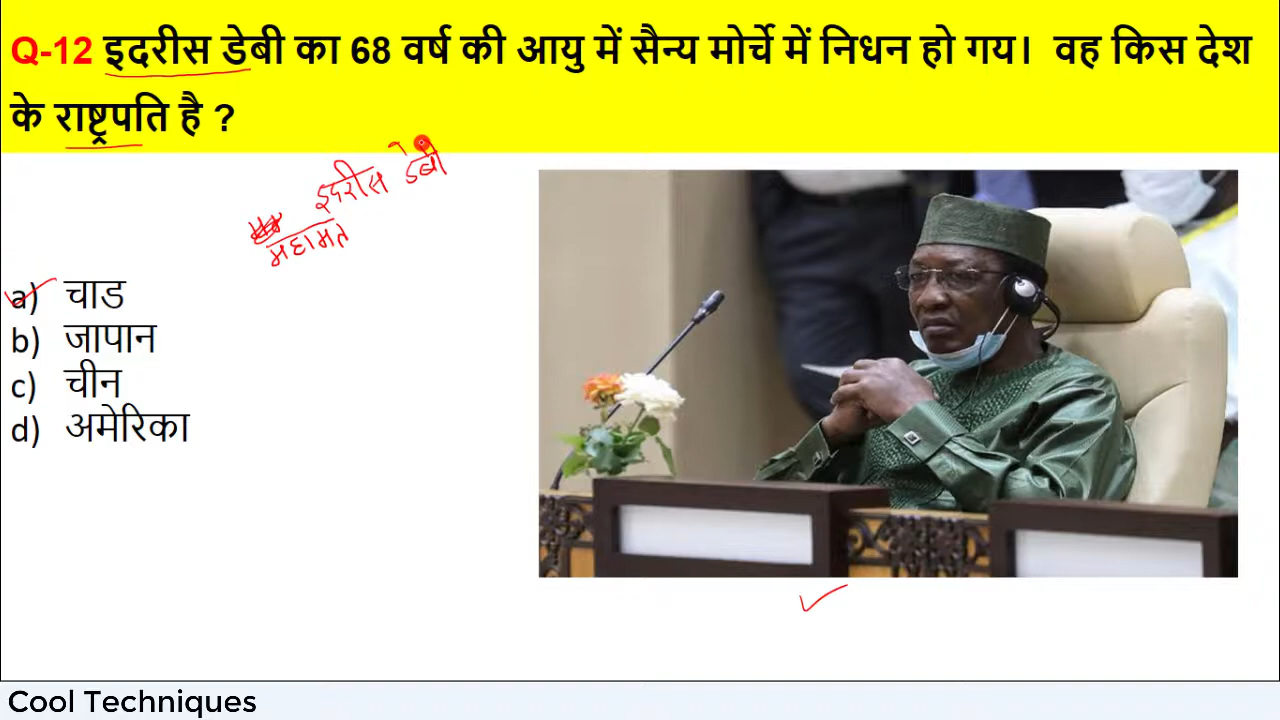 Q-12 इदरीस डेबी का 68 वर्ष की आयु में सैन्य मोर्चे में निधन हो गय। वह किस देश
के राष्ट्रपति है ?
इदरीस डेबी
महामत
a) चाड
b) जापान
c) चीन
d) अमेरिका
Cool Techniques